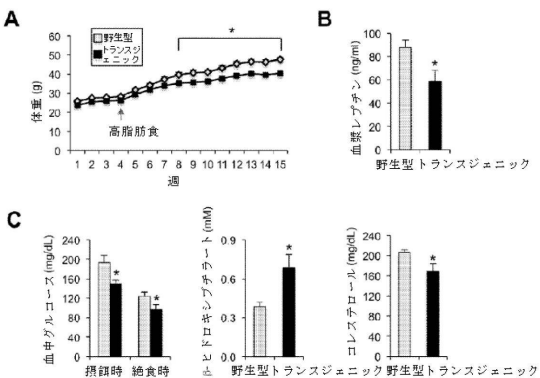 A
野生型
トランスジ
ェニック
*
体重 (g)
60
50
40
30
20
10
0
高脂肪食
1 2 3 4 5 6 7 8 9 10 11 12 13 14 15
週
B
血漿レプチン (ng/ml)
100
80
60
40
20
0
*
野生型 トランスジェニック
C
血中グルコース (mg/dL)
240
200
160
120
80
40
0
*
*
摂餌時 絶食時
β-ヒドロキシブチラート (mM)
0.9
0.6
0.3
0.0
*
野生型 トランスジェニック
コレステロール (mg/dL)
240
200
160
120
80
40
0
*
野生型 トランスジェニック